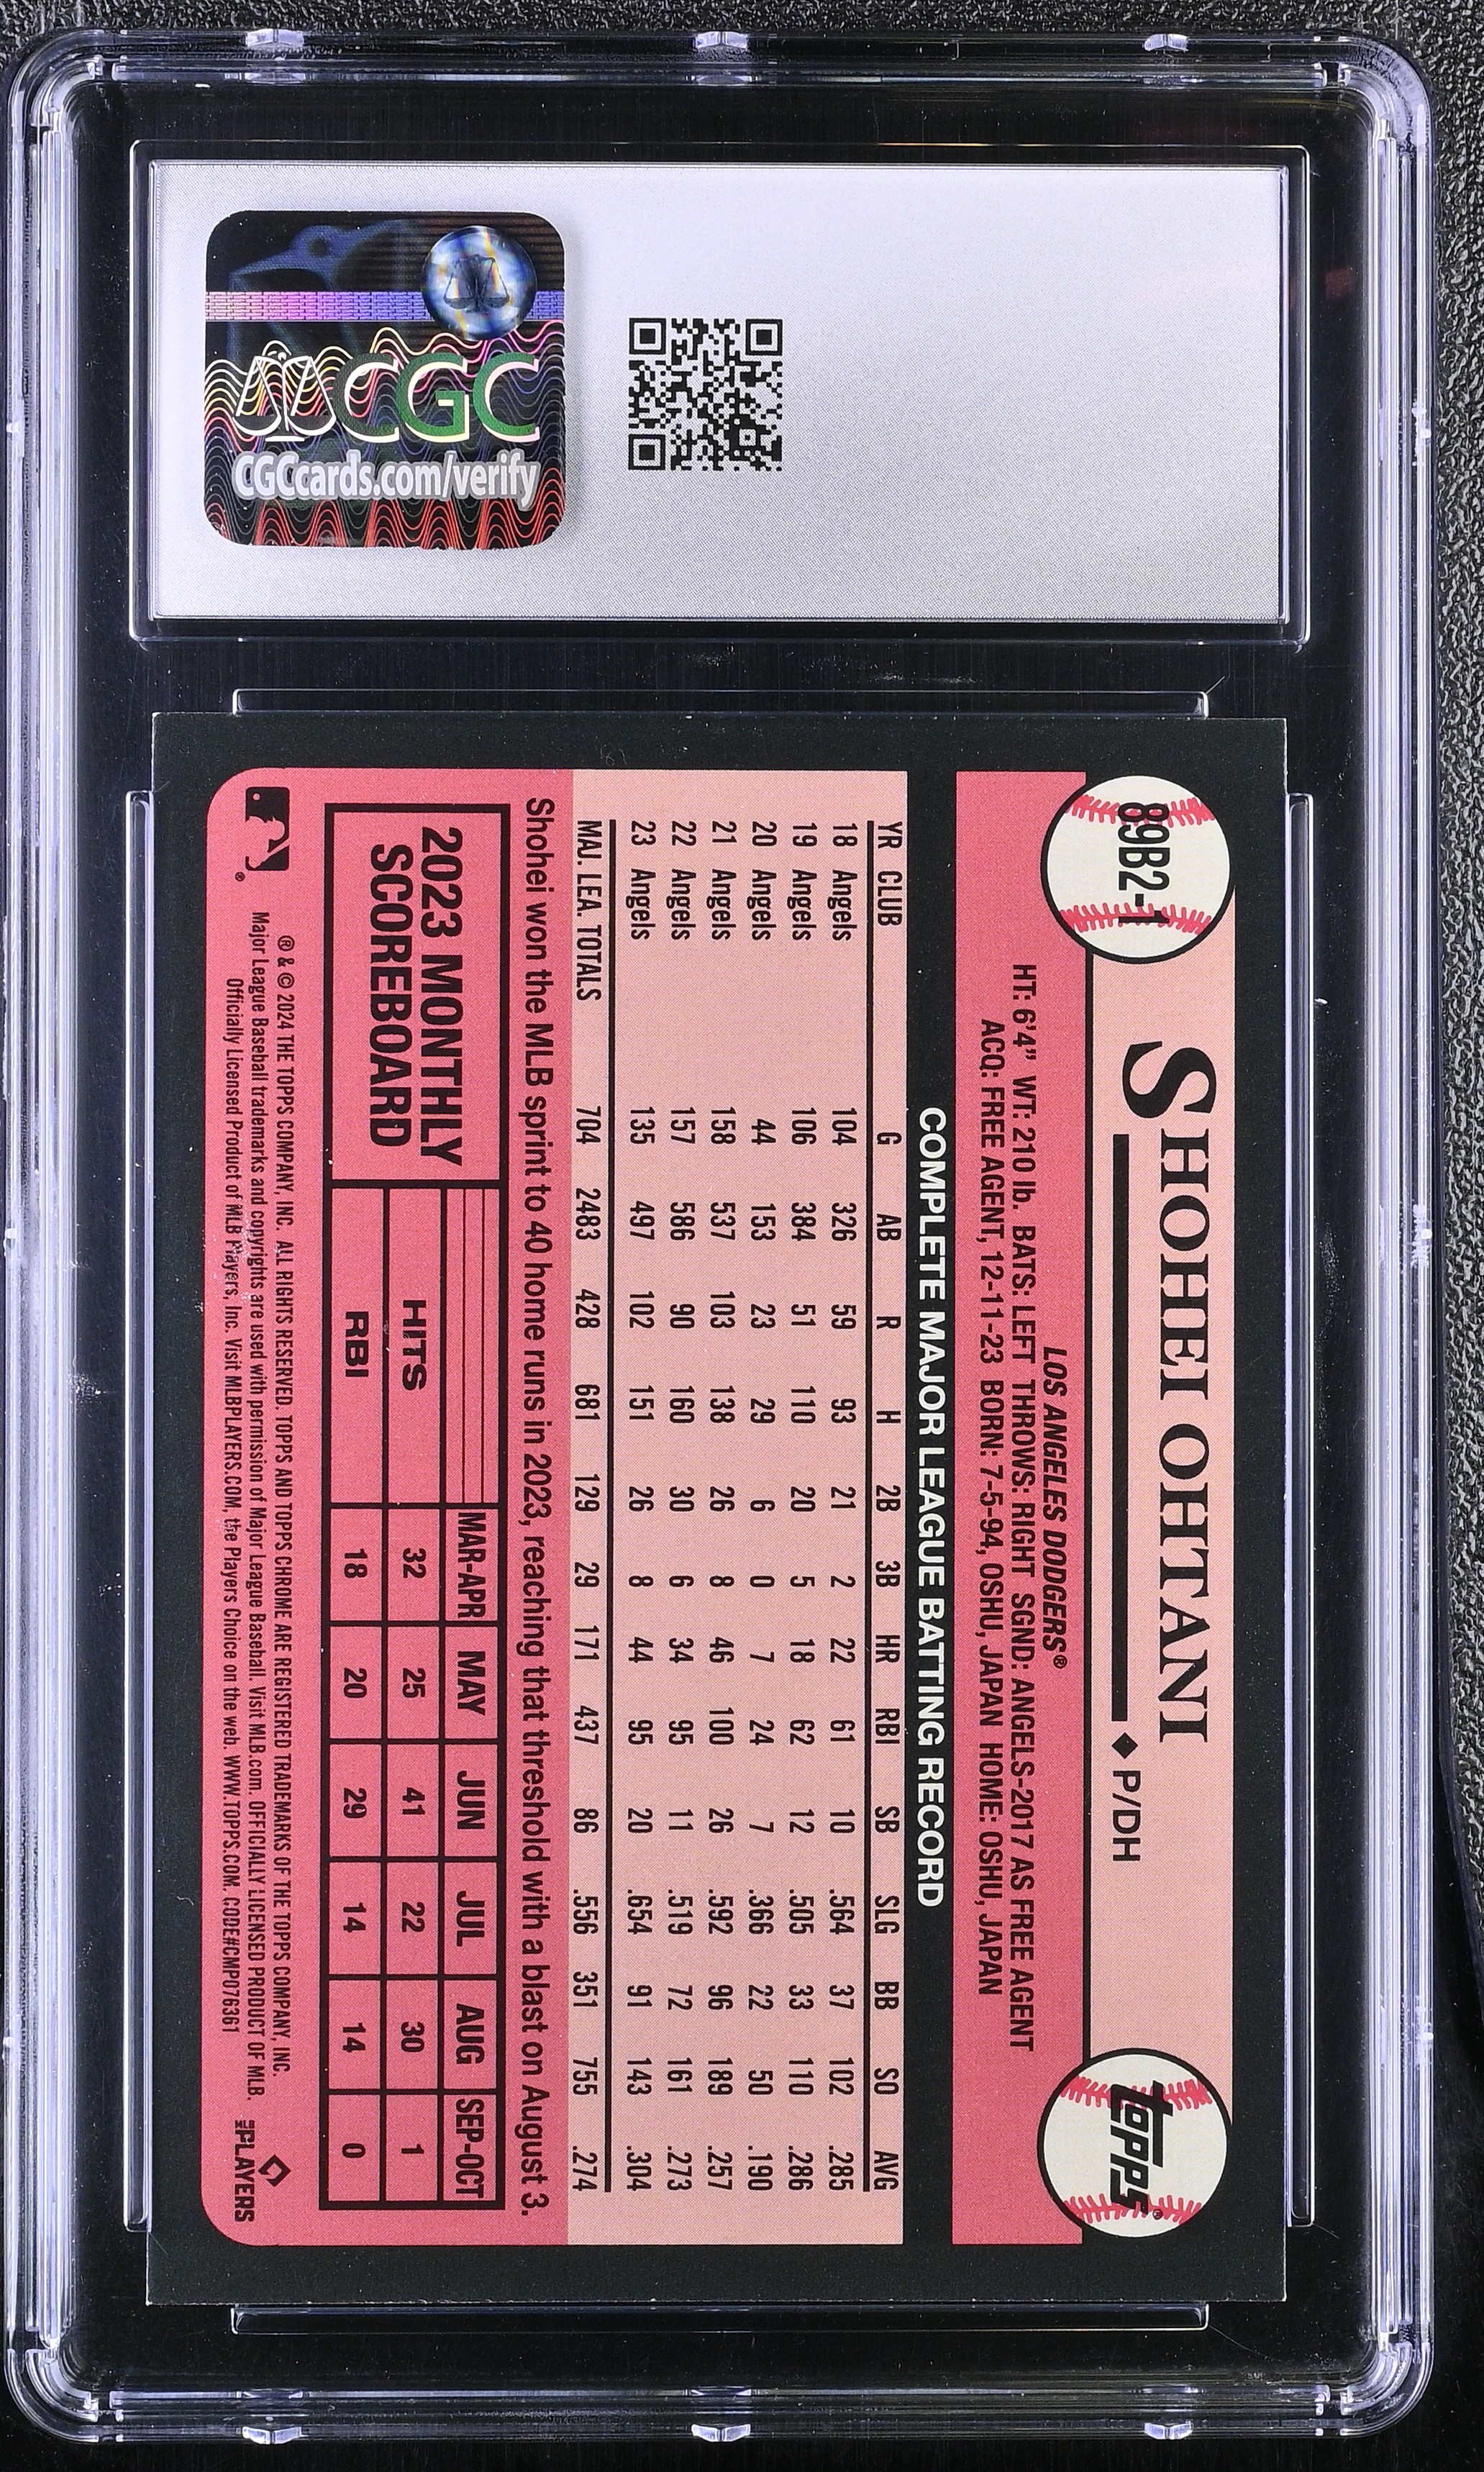 CGC
CGCcards.com/verify
89B2-1
SHOHEI OHTANI
P/DH
TOPPS®
LOS ANGELES DODGERS®
HT: 6'4" WT: 210 lb. BATS: LEFT THROWS: RIGHT SGND: ANGELS-2017 AS FREE AGENT
ACQ: FREE AGENT, 12-11-23 BORN: 7-5-94, OSHU, JAPAN HOME: OSHU, JAPAN
COMPLETE MAJOR LEAGUE BATTING RECORD
YR CLUB G AB R H 2B 3B HR RBI SB SLG BB SO AVG
18 Angels 104 326 59 93 21 2 22 61 10 .564 37 102 .285
19 Angels 106 384 51 110 20 5 18 62 12 .505 33 110 .286
20 Angels 44 153 23 29 6 0 7 24 7 .366 22 50 .190
21 Angels 158 537 103 138 26 8 46 100 26 .592 96 189 .257
22 Angels 157 586 90 160 30 6 34 95 11 .519 72 161 .273
23 Angels 135 497 102 151 26 8 44 95 20 .654 91 143 .304
MAJ. LEA. TOTALS 704 2483 428 681 129 29 171 437 86 .556 351 755 .274
Shohei won the MLB sprint to 40 home runs in 2023, reaching that threshold with a blast on August 3.
2023 MONTHLY
SCOREBOARD
MAR-APR MAY JUN JUL AUG SEP-OCT
HITS 32 25 41 22 30 1
RBI 18 20 29 14 14 0
® & © 2024 THE TOPPS COMPANY, INC. ALL RIGHTS RESERVED. TOPPS AND TOPPS CHROME ARE REGISTERED TRADEMARKS OF THE TOPPS COMPANY, INC.
Major League Baseball trademarks and copyrights are used with permission of Major League Baseball. Visit MLB.com. OFFICIALLY LICENSED PRODUCT OF MLB
Officially Licensed Product of MLB Players, Inc. Visit MLBPLAYERS.COM, the Players Choice on the web. WWW.TOPPS.COM. CODE#CMP076361
MLB PLAYERS